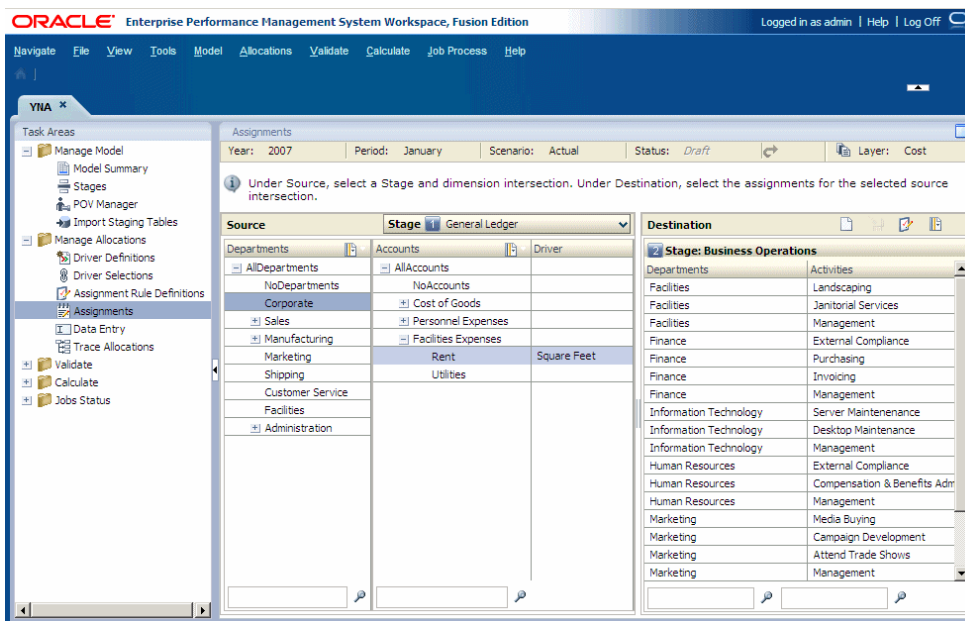 ORACLE Enterprise Performance Management System Workspace, Fusion Edition
Logged in as admin | Help | Log Off
Navigate File View Tools Model Allocations Validate Calculate Job Process Help
YNA ×
Task Areas
Manage Model
Model Summary
Stages
POV Manager
Import Staging Tables
Manage Allocations
Driver Definitions
Driver Selections
Assignment Rule Definitions
Assignments
Data Entry
Trace Allocations
Validate
Calculate
Jobs Status
Assignments
Year: 2007 Period: January Scenario: Actual Status: Draft Layer: Cost
Under Source, select a Stage and dimension intersection. Under Destination, select the assignments for the selected source
intersection.
Source Stage 1 General Ledger
Departments Accounts Driver
AllDepartments AllAccounts
NoDepartments NoAccounts
Corporate Cost of Goods
Sales Personnel Expenses
Manufacturing Facilities Expenses
Marketing Rent Square Feet
Shipping Utilities
Customer Service
Facilities
Administration
Destination
2 Stage: Business Operations
Departments Activities
Facilities Landscaping
Facilities Janitorial Services
Facilities Management
Finance External Compliance
Finance Purchasing
Finance Invoicing
Finance Management
Information Technology Server Maintenenance
Information Technology Desktop Maintenance
Information Technology Management
Human Resources External Compliance
Human Resources Compensation & Benefits Adm
Human Resources Management
Marketing Media Buying
Marketing Campaign Development
Marketing Attend Trade Shows
Marketing Management